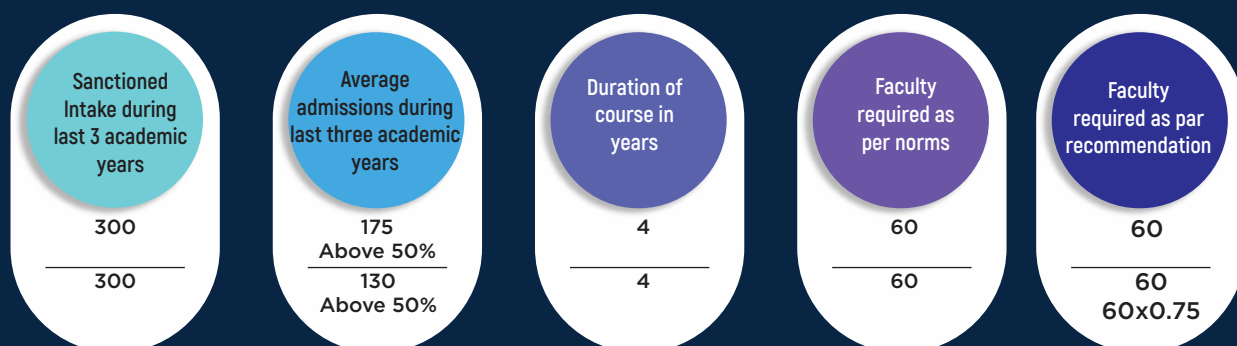 Sanctioned
Intake during
last 3 academic
years
300
300
Average
admissions during
last three academic
years
175
Above 50%
130
Above 50%
Duration of
course in
years
4
4
Faculty
required as
per norms
60
60
Faculty
required as par
recommendation
60
60
60x0.75